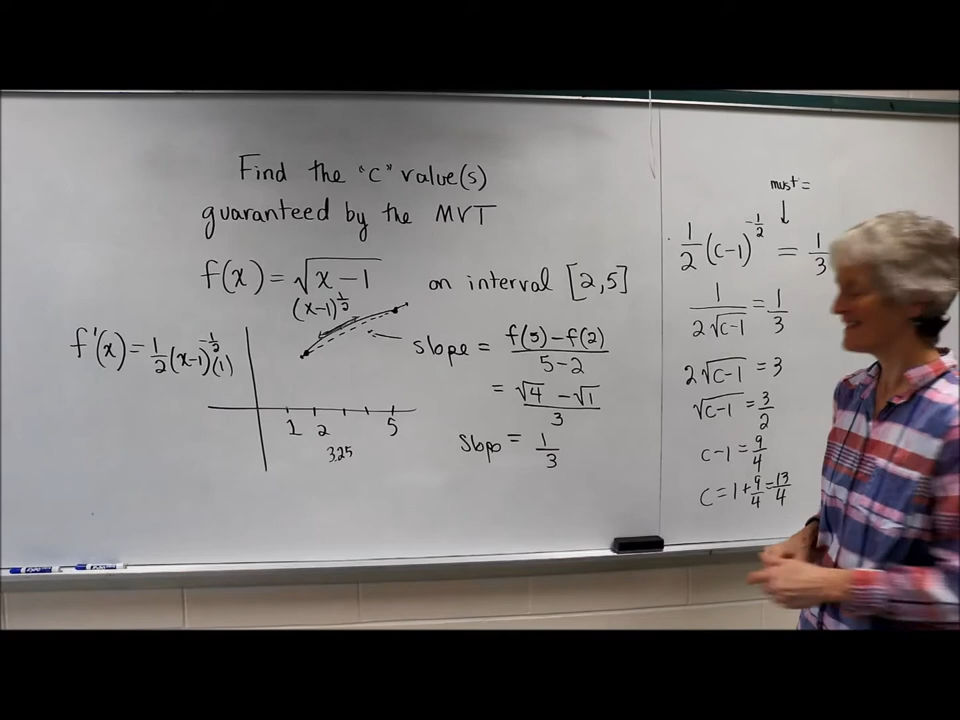 Find the "c" value(s)
guaranteed by the MVT
f(x) = √(x − 1) on interval [2,5]
(x−1)^(1/2)
f'(x) = 1/2 (x−1)^(-1/2) (1)
slope = (f(5) − f(2))/(5−2)
= (√4 − √1)/3
slope = 1/3
1 2 5
3.25
must =
↓
1/2 (c−1)^(-1/2) = 1/3
1/(2√(c−1)) = 1/3
2√(c−1) = 3
√(c−1) = 3/2
c−1 = 9/4
c = 1 + 9/4 = 13/4